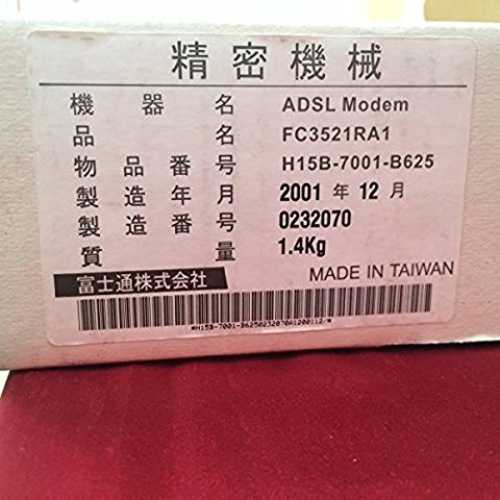 精密機械
機器名 ADSL Modem
品名 FC3521RA1
物品番号 H15B-7001-B625
製造年月 2001 年 12 月
製造番号 0232070
質量 1.4Kg
富士通株式会社 MADE IN TAIWAN